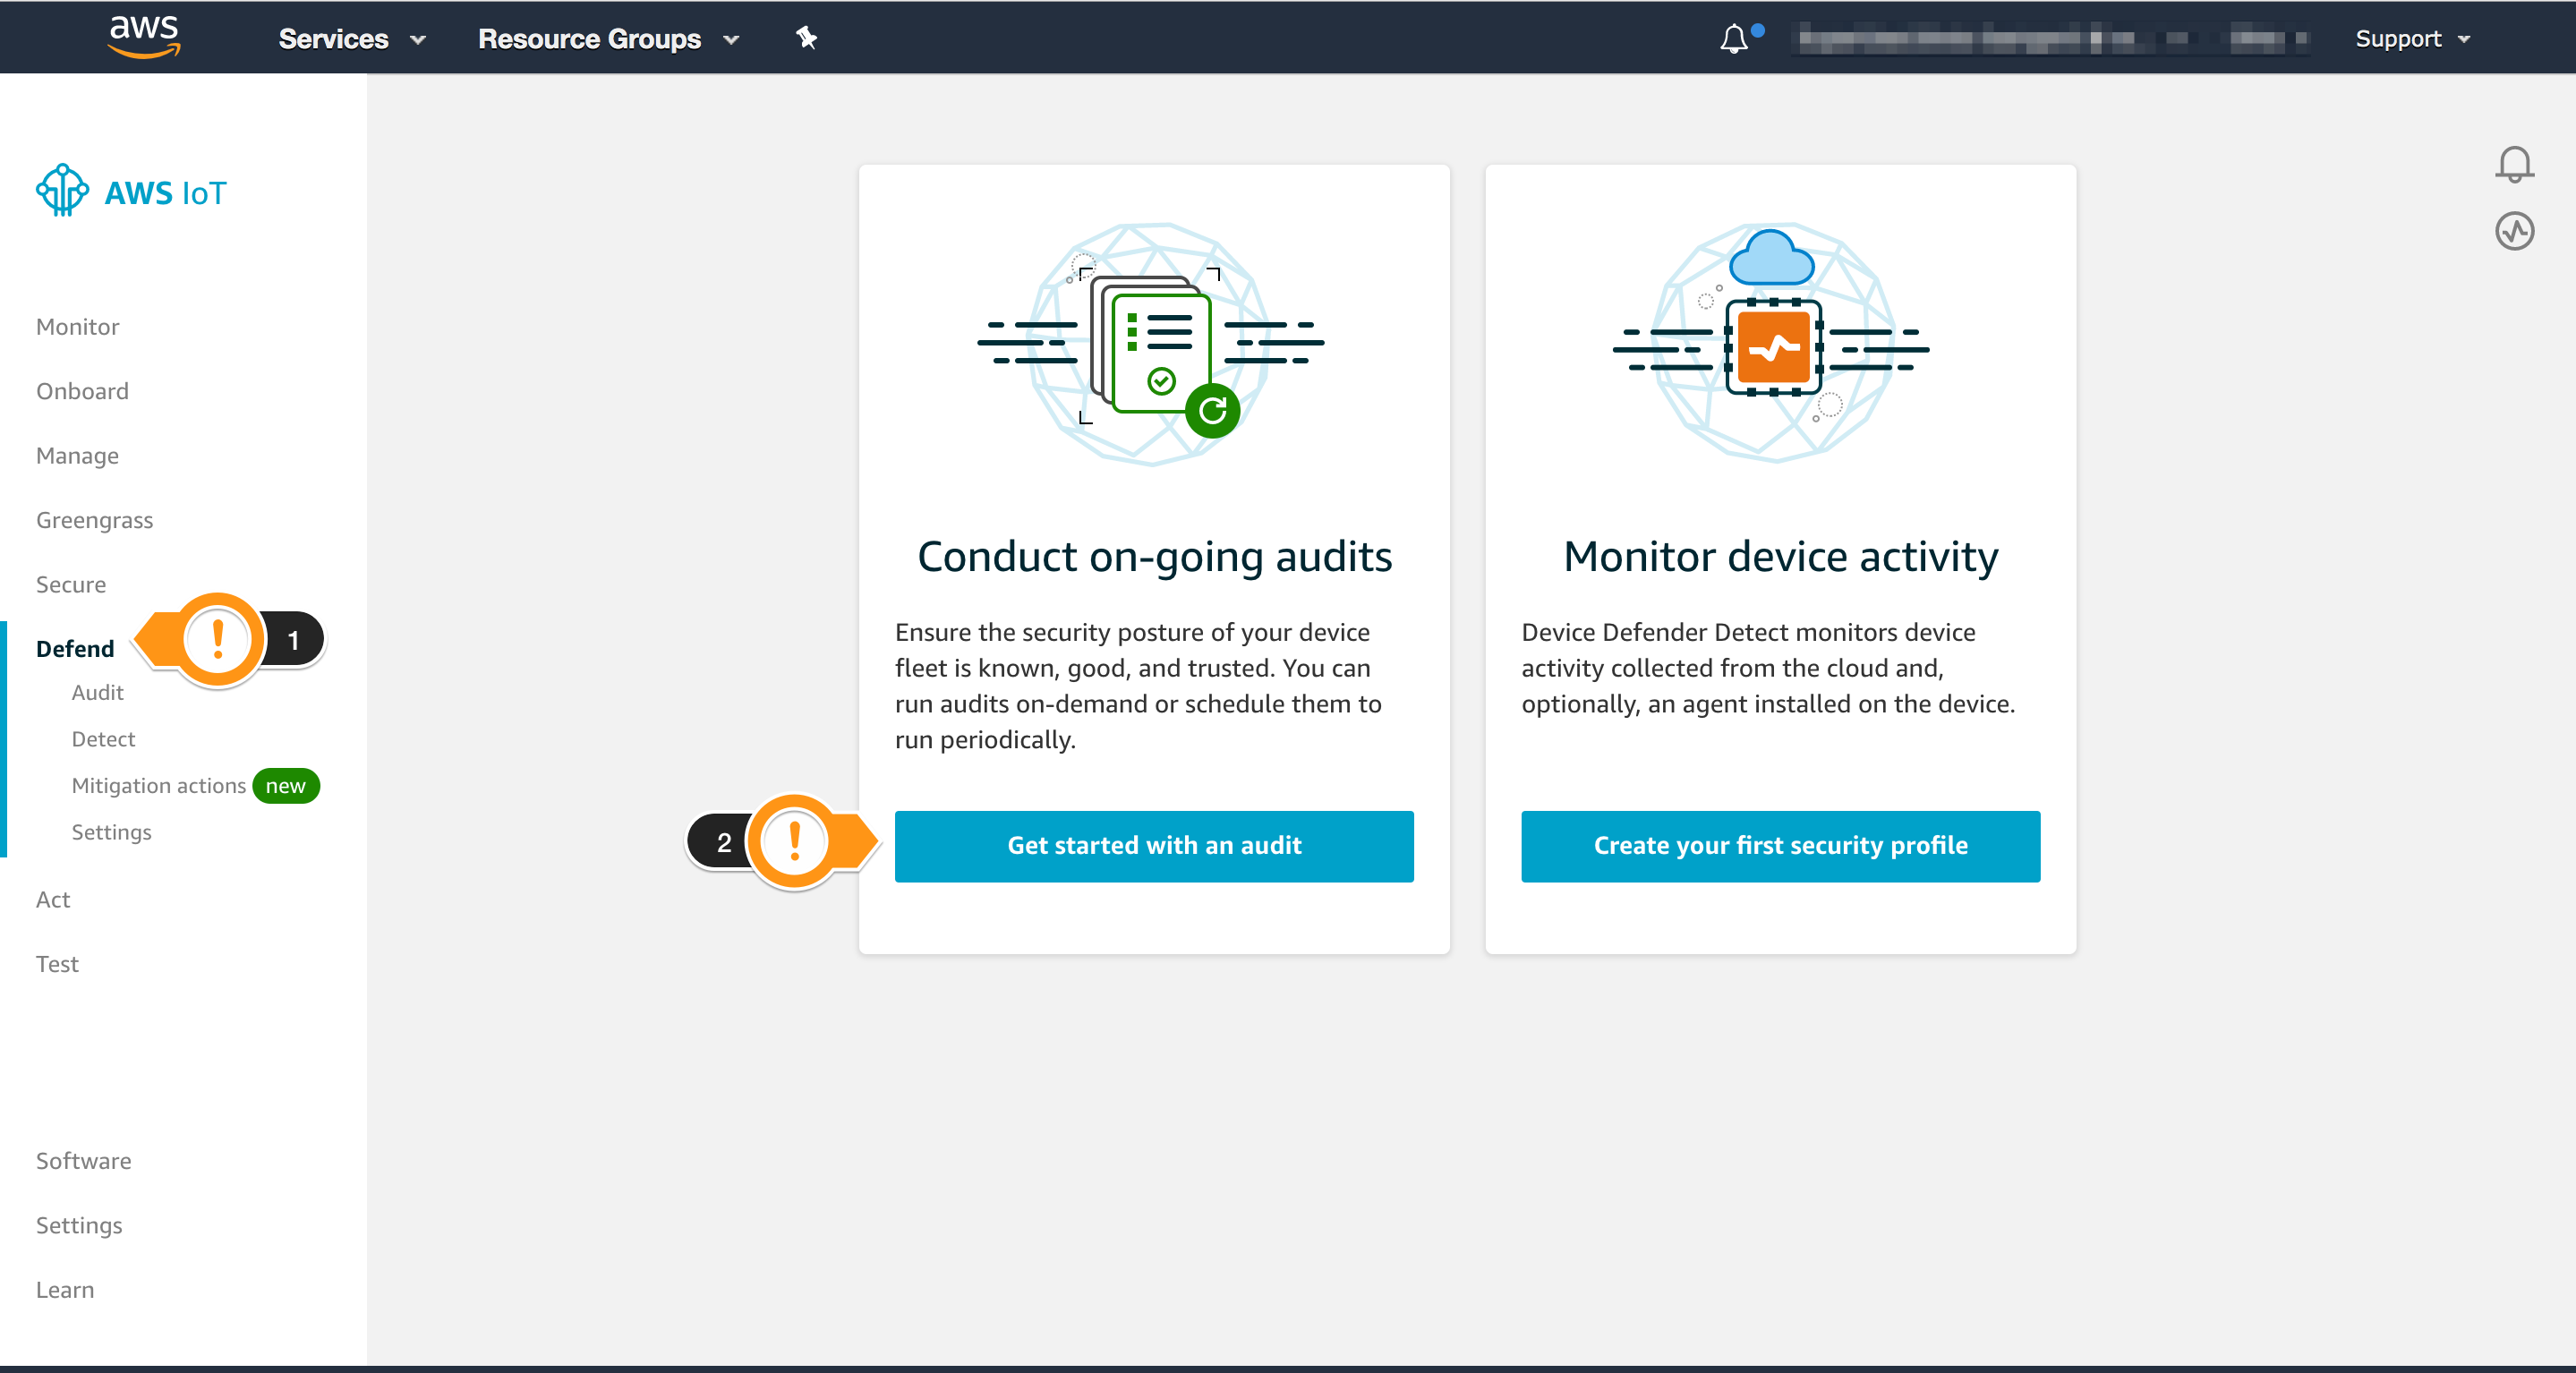 aws
Services
Resource Groups
Support
AWS IoT
Monitor
Onboard
Manage
Greengrass
Secure
Defend
! 1
Audit
Detect
Mitigation actions new
Settings
Act
Test
Software
Settings
Learn
Conduct on-going audits
Ensure the security posture of your device
fleet is known, good, and trusted. You can
run audits on-demand or schedule them to
run periodically.
2 !
Get started with an audit
Monitor device activity
Device Defender Detect monitors device
activity collected from the cloud and,
optionally, an agent installed on the device.
Create your first security profile